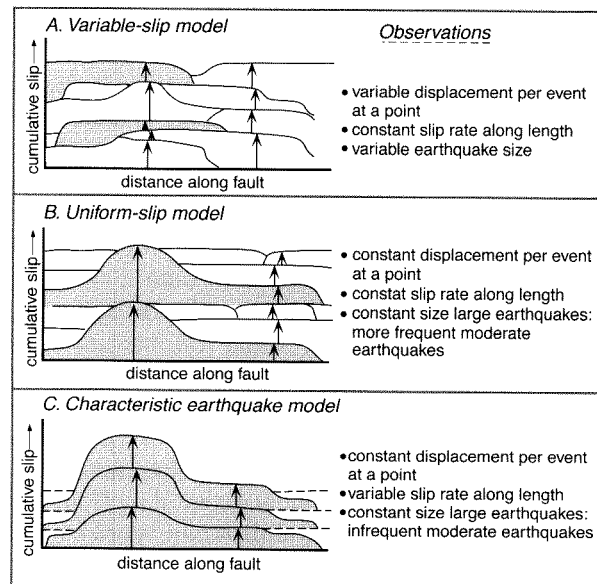 A. Variable-slip model
Observations
cumulative slip→
distance along fault
• variable displacement per event
at a point
• constant slip rate along length
• variable earthquake size
B. Uniform-slip model
cumulative slip→
distance along fault
• constant displacement per event
at a point
• constat slip rate along length
• constant size large earthquakes:
more frequent moderate
earthquakes
C. Characteristic earthquake model
cumulative slip→
distance along fault
• constant displacement per event
at a point
• variable slip rate along length
• constant size large earthquakes:
infrequent moderate earthquakes